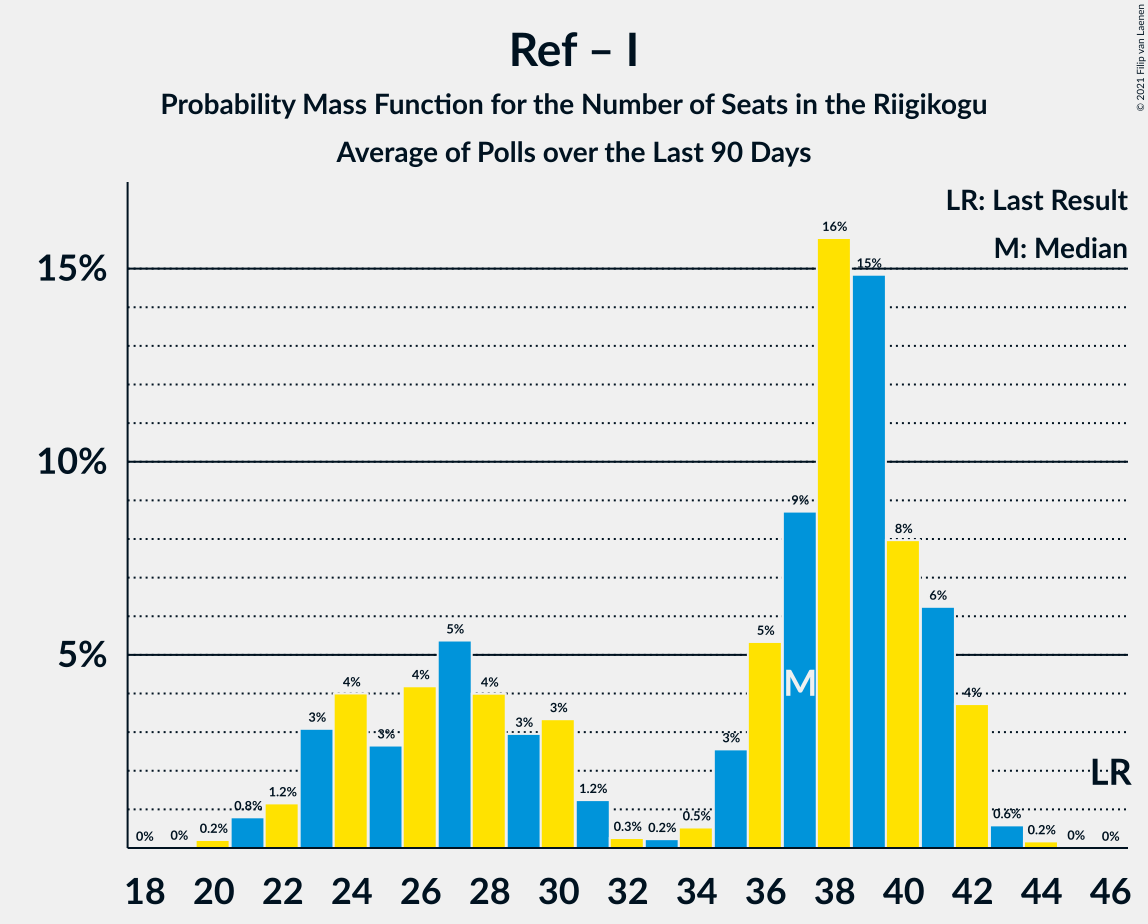 Ref – I
Probability Mass Function for the Number of Seats in the Riigikogu
Average of Polls over the Last 90 Days
© 2021 Filip van Laenen
LR: Last Result
M: Median
15%
10%
5%
0% 0% 0.2% 0.8% 1.2% 3% 4% 3% 4% 5% 4% 3% 3% 1.2% 0.3% 0.2% 0.5% 3% 5% 9% 16% 15% 8% 6% 4% 0.6% 0.2% 0% 0%
M
LR
18 20 22 24 26 28 30 32 34 36 38 40 42 44 46